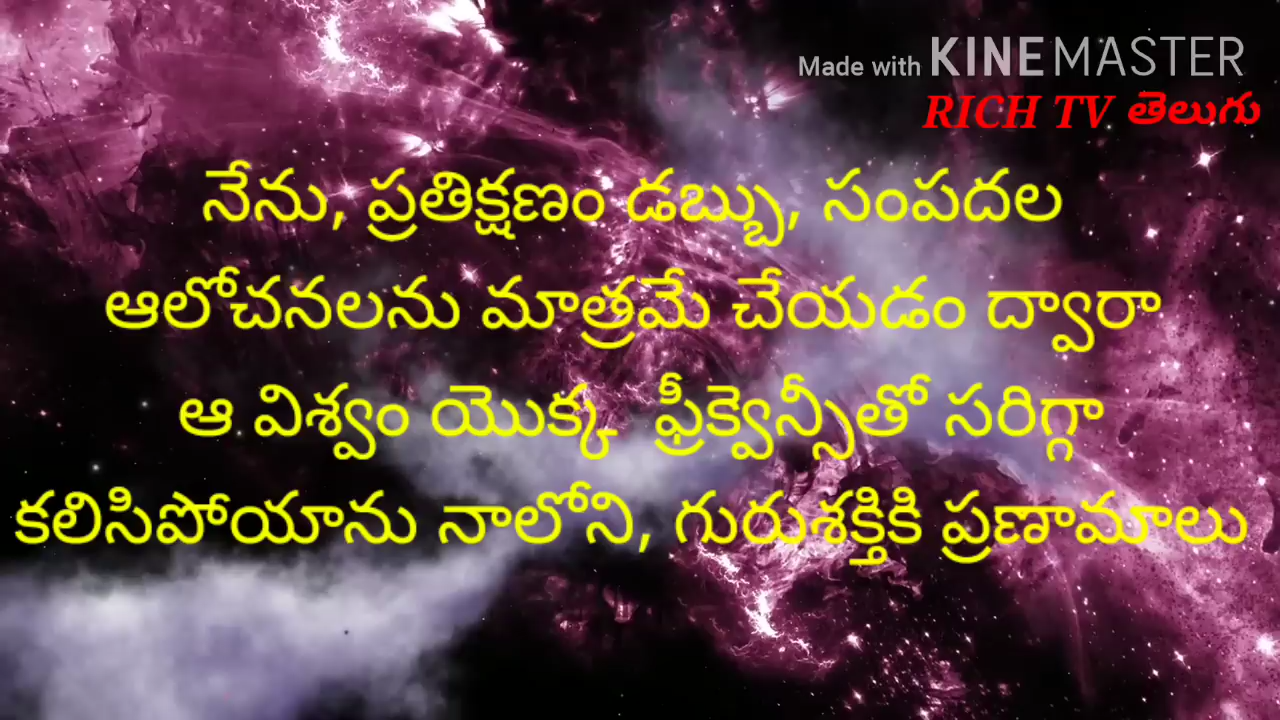 Made with KINEMASTER
RICH TV తెలుగు
నేను, ప్రతిక్షణం డబ్బు, సంపదల
ఆలోచనలను మాత్రమే చేయడం ద్వారా
ఆ విశ్వం యొక్క ఫ్రీక్వెన్సీతో సరిగ్గా
కలిసిపోయాను నాలోని, గురుశక్తికి ప్రణామాలు